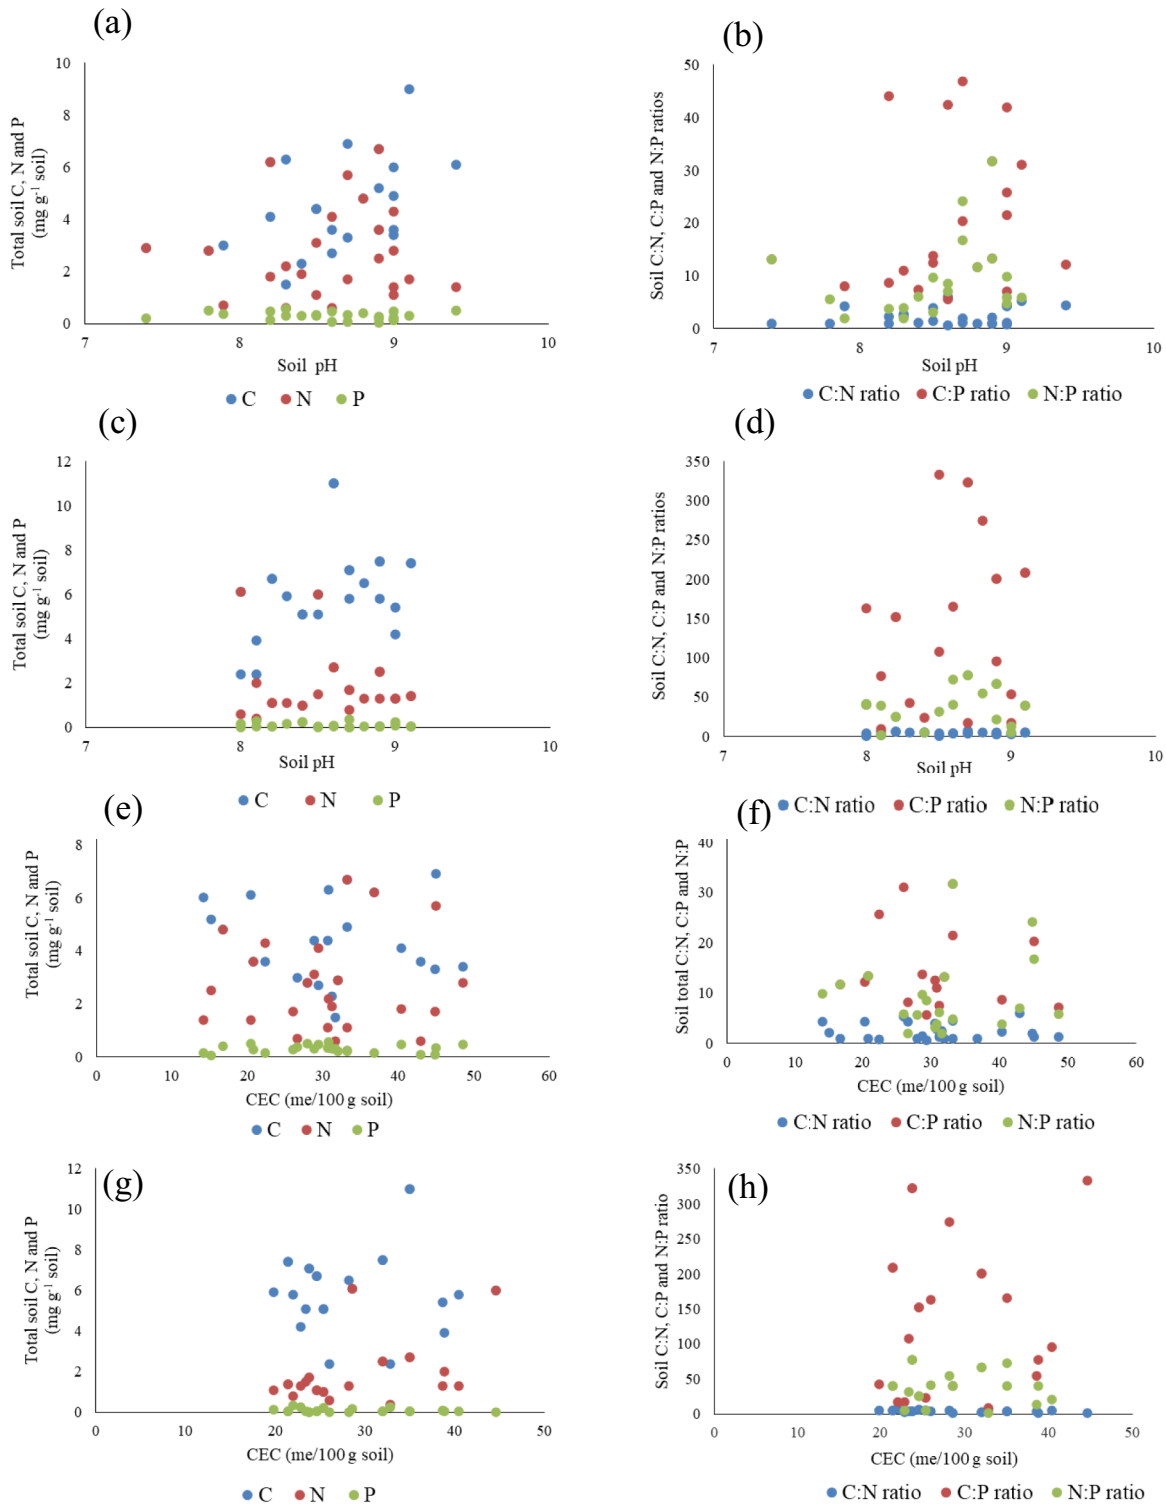 (a)
10
8
6
4
2
0
Total soil C, N and P
(mg g-1 soil)
7
8
9
10
Soil pH
C N P
(b)
50
40
30
20
10
0
Soil C:N, C:P and N:P ratios
7
8
9
10
Soil pH
C:N ratio C:P ratio N:P ratio
(c)
12
10
8
6
4
2
0
Total soil C, N and P
(mg g-1 soil)
7
8
9
10
Soil pH
C N P
(d)
350
300
250
200
150
100
50
0
Soil C:N, C:P and N:P ratios
7
8
9
10
Soil pH
C:N ratio C:P ratio N:P ratio
(e)
8
6
4
2
0
Total soil C, N and P
(mg g-1 soil)
0 10 20 30 40 50 60
CEC (me/100 g soil)
C N P
(f)
40
30
20
10
0
Soil total C:N, C:P and N:P
0 10 20 30 40 50 60
CEC (me/100 g soil)
C:N ratio C:P ratio N:P ratio
(g)
12
10
8
6
4
2
0
Total soil C, N and P
(mg g-1 soil)
0 10 20 30 40 50
CEC (me/100 g soil)
C N P
(h)
350
300
250
200
150
100
50
0
Soil C:N, C:P and N:P ratio
0 10 20 30 40 50
CEC (me/100 g soil)
C:N ratio C:P ratio N:P ratio